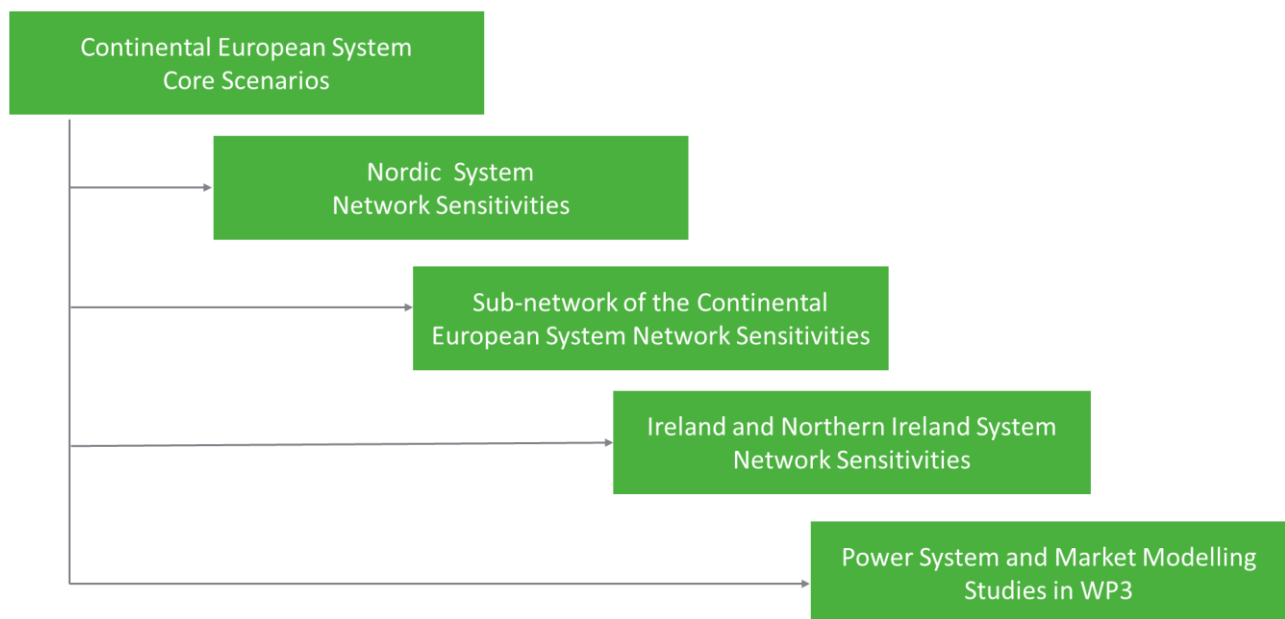 Continental European System
Core Scenarios
Nordic System
Network Sensitivities
Sub-network of the Continental
European System Network Sensitivities
Ireland and Northern Ireland System
Network Sensitivities
Power System and Market Modelling
Studies in WP3